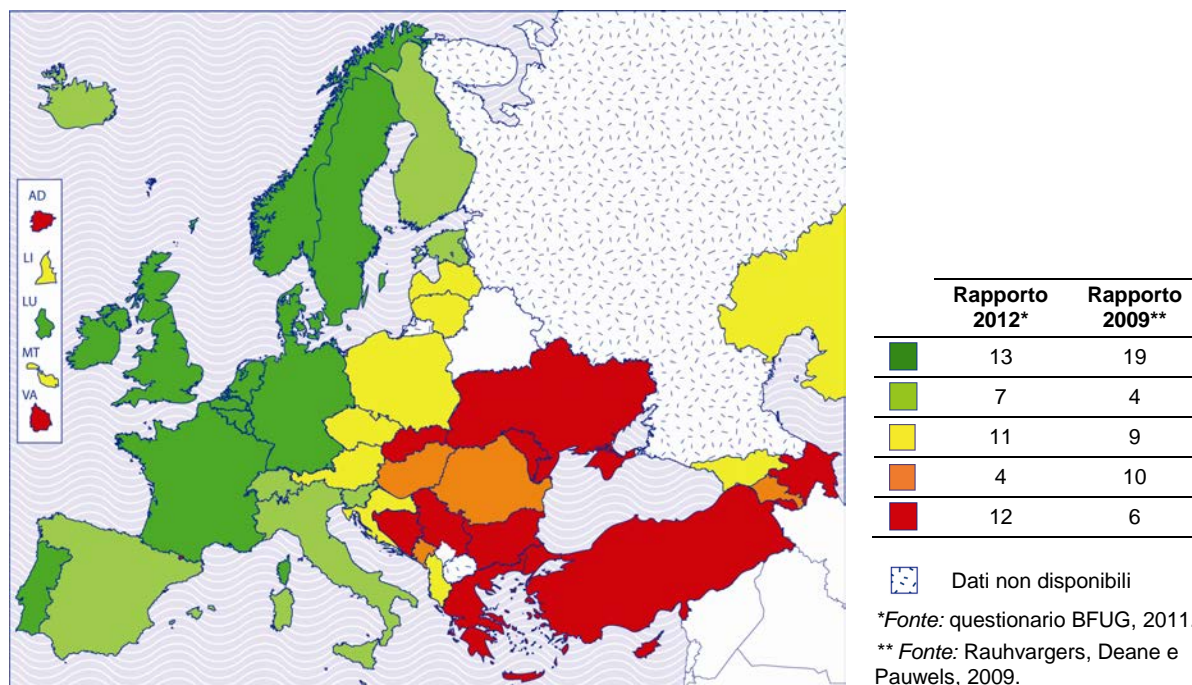 AD
LI
LU
MT
VA
Rapporto 2012* Rapporto 2009**
13 19
7 4
11 9
4 10
12 6
Dati non disponibili
*Fonte: questionario BFUG, 2011.
** Fonte: Rauhvargers, Deane e
Pauwels, 2009.